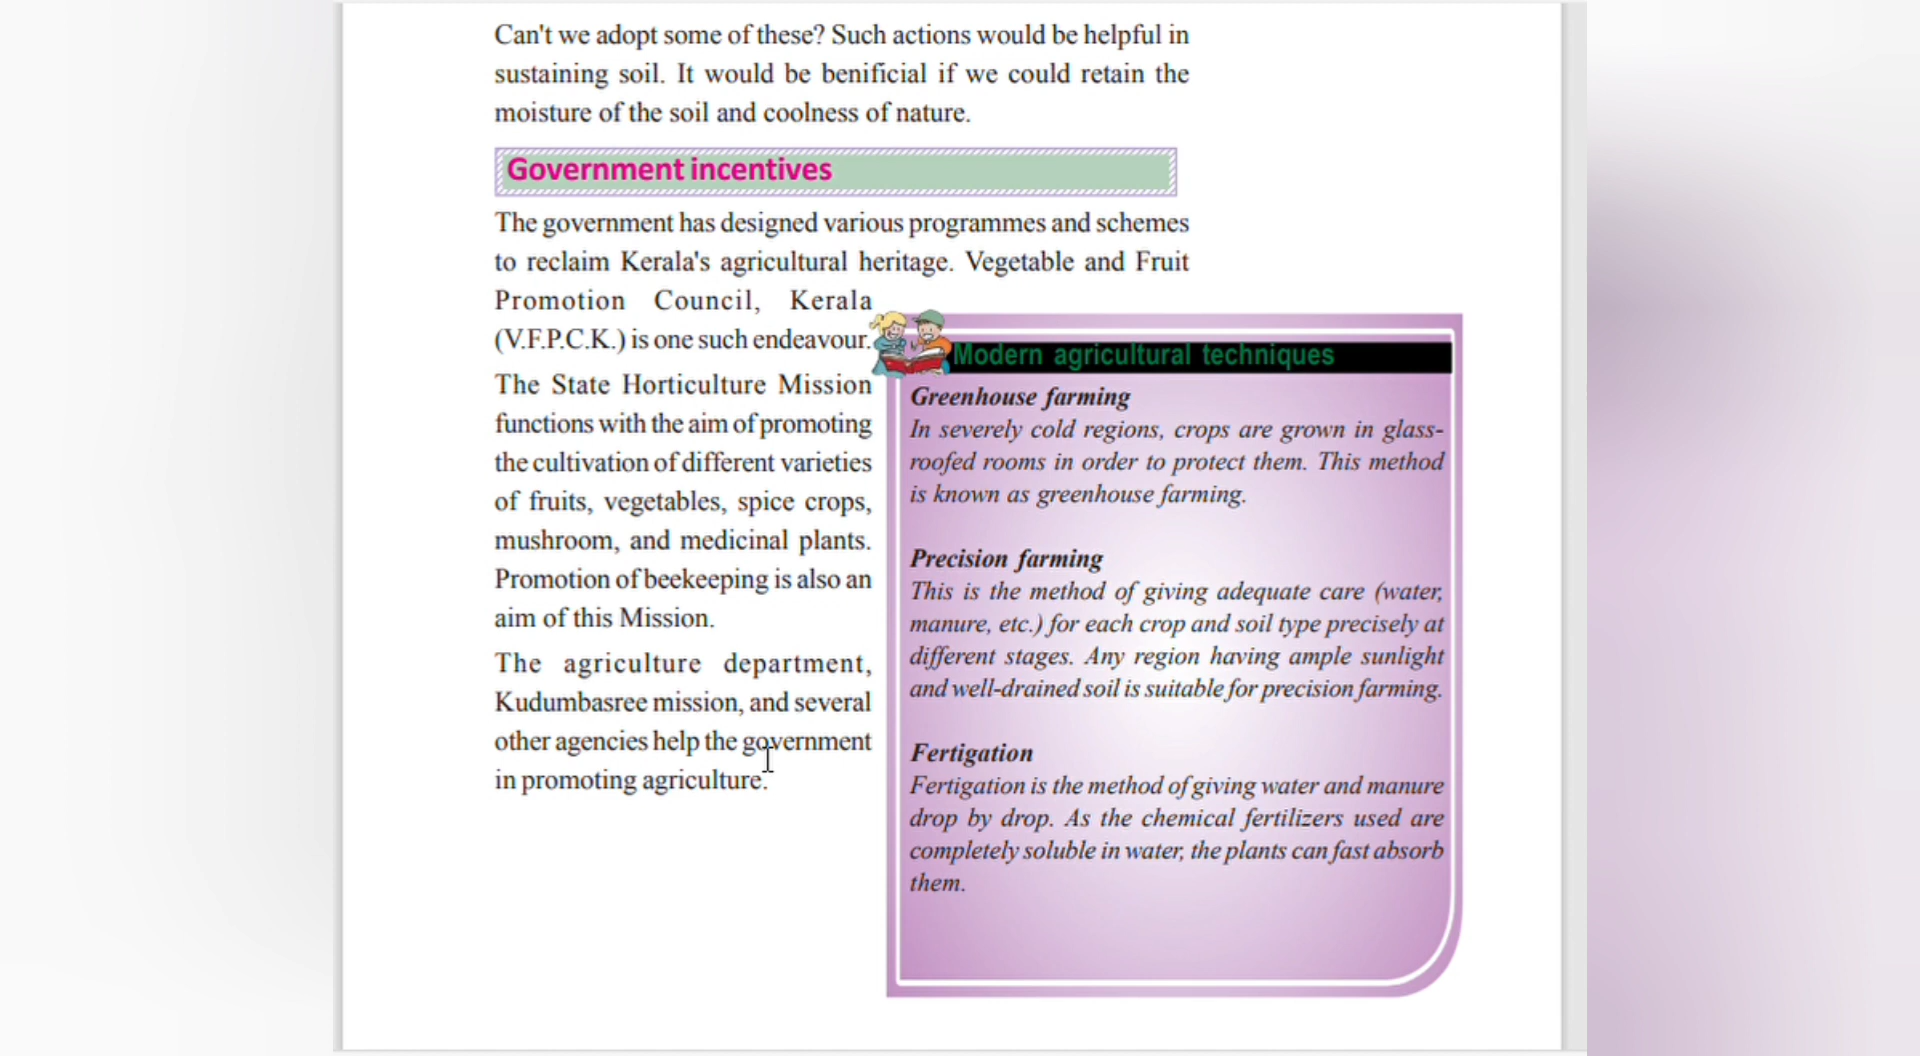 Can't we adopt some of these? Such actions would be helpful in
sustaining soil. It would be benificial if we could retain the
moisture of the soil and coolness of nature.
Government incentives
The government has designed various programmes and schemes
to reclaim Kerala's agricultural heritage. Vegetable and Fruit
Promotion Council, Kerala
(V.F.P.C.K.) is one such endeavour.
The State Horticulture Mission
functions with the aim of promoting
the cultivation of different varieties
of fruits, vegetables, spice crops,
mushroom, and medicinal plants.
Promotion of beekeeping is also an
aim of this Mission.
The agriculture department,
Kudumbasree mission, and several
other agencies help the government
in promoting agriculture.
Modern agricultural techniques
Greenhouse farming
In severely cold regions, crops are grown in glass-
roofed rooms in order to protect them. This method
is known as greenhouse farming.
Precision farming
This is the method of giving adequate care (water,
manure, etc.) for each crop and soil type precisely at
different stages. Any region having ample sunlight
and well-drained soil is suitable for precision farming.
Fertigation
Fertigation is the method of giving water and manure
drop by drop. As the chemical fertilizers used are
completely soluble in water, the plants can fast absorb
them.